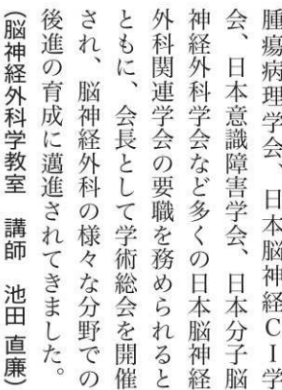 腫瘍病理学会、日本脳神経CI学
会、日本意識障害学会、日本分子脳
神経外科学会など多くの日本脳神経
外科関連学会の要職を務められると
ともに、会長として学術総会を開催
され、脳神経外科の様々な分野での
後進の育成に邁進されてきました。
（脳神経外科学教室　講師　池田 直廉）